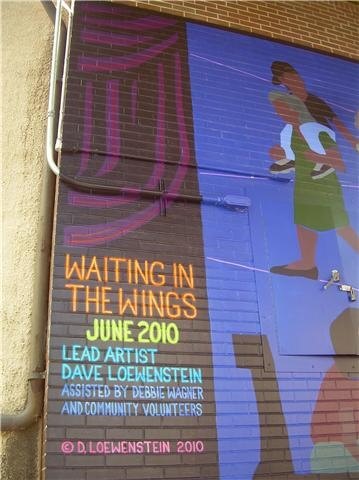 WAITING IN
THE WINGS
JUNE 2010
LEAD ARTIST
DAVE LOEWENSTEIN
ASSISTED BY DEBBIE WAGNER
AND COMMUNITY VOLUNTEERS
© D. LOEWENSTEIN 2010